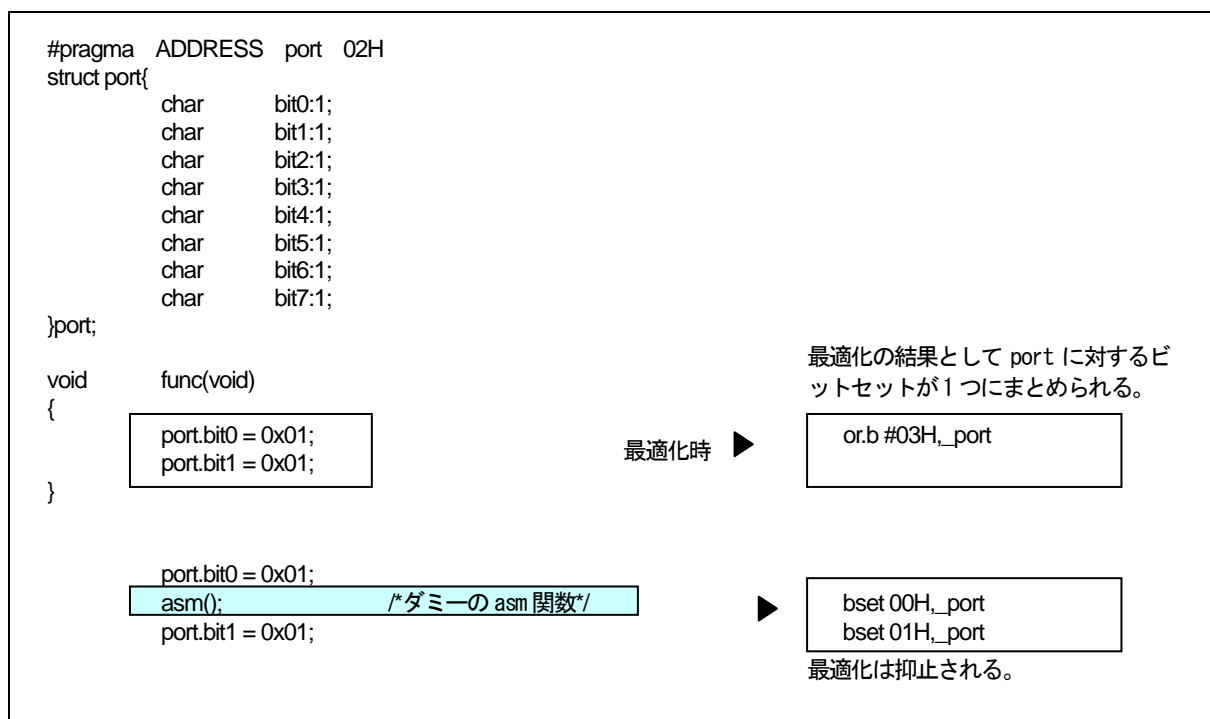 #pragma ADDRESS port 02H
struct port{
char bit0:1;
char bit1:1;
char bit2:1;
char bit3:1;
char bit4:1;
char bit5:1;
char bit6:1;
char bit7:1;
}port;
void func(void)
{
port.bit0 = 0x01;
port.bit1 = 0x01;
}
最適化時 ▶
最適化の結果として port に対するビ
ットセットが1つにまとめられる。
or.b #03H,_port
port.bit0 = 0x01;
asm(); /*ダミーの asm 関数*/
port.bit1 = 0x01;
▶
bset 00H,_port
bset 01H,_port
最適化は抑止される。